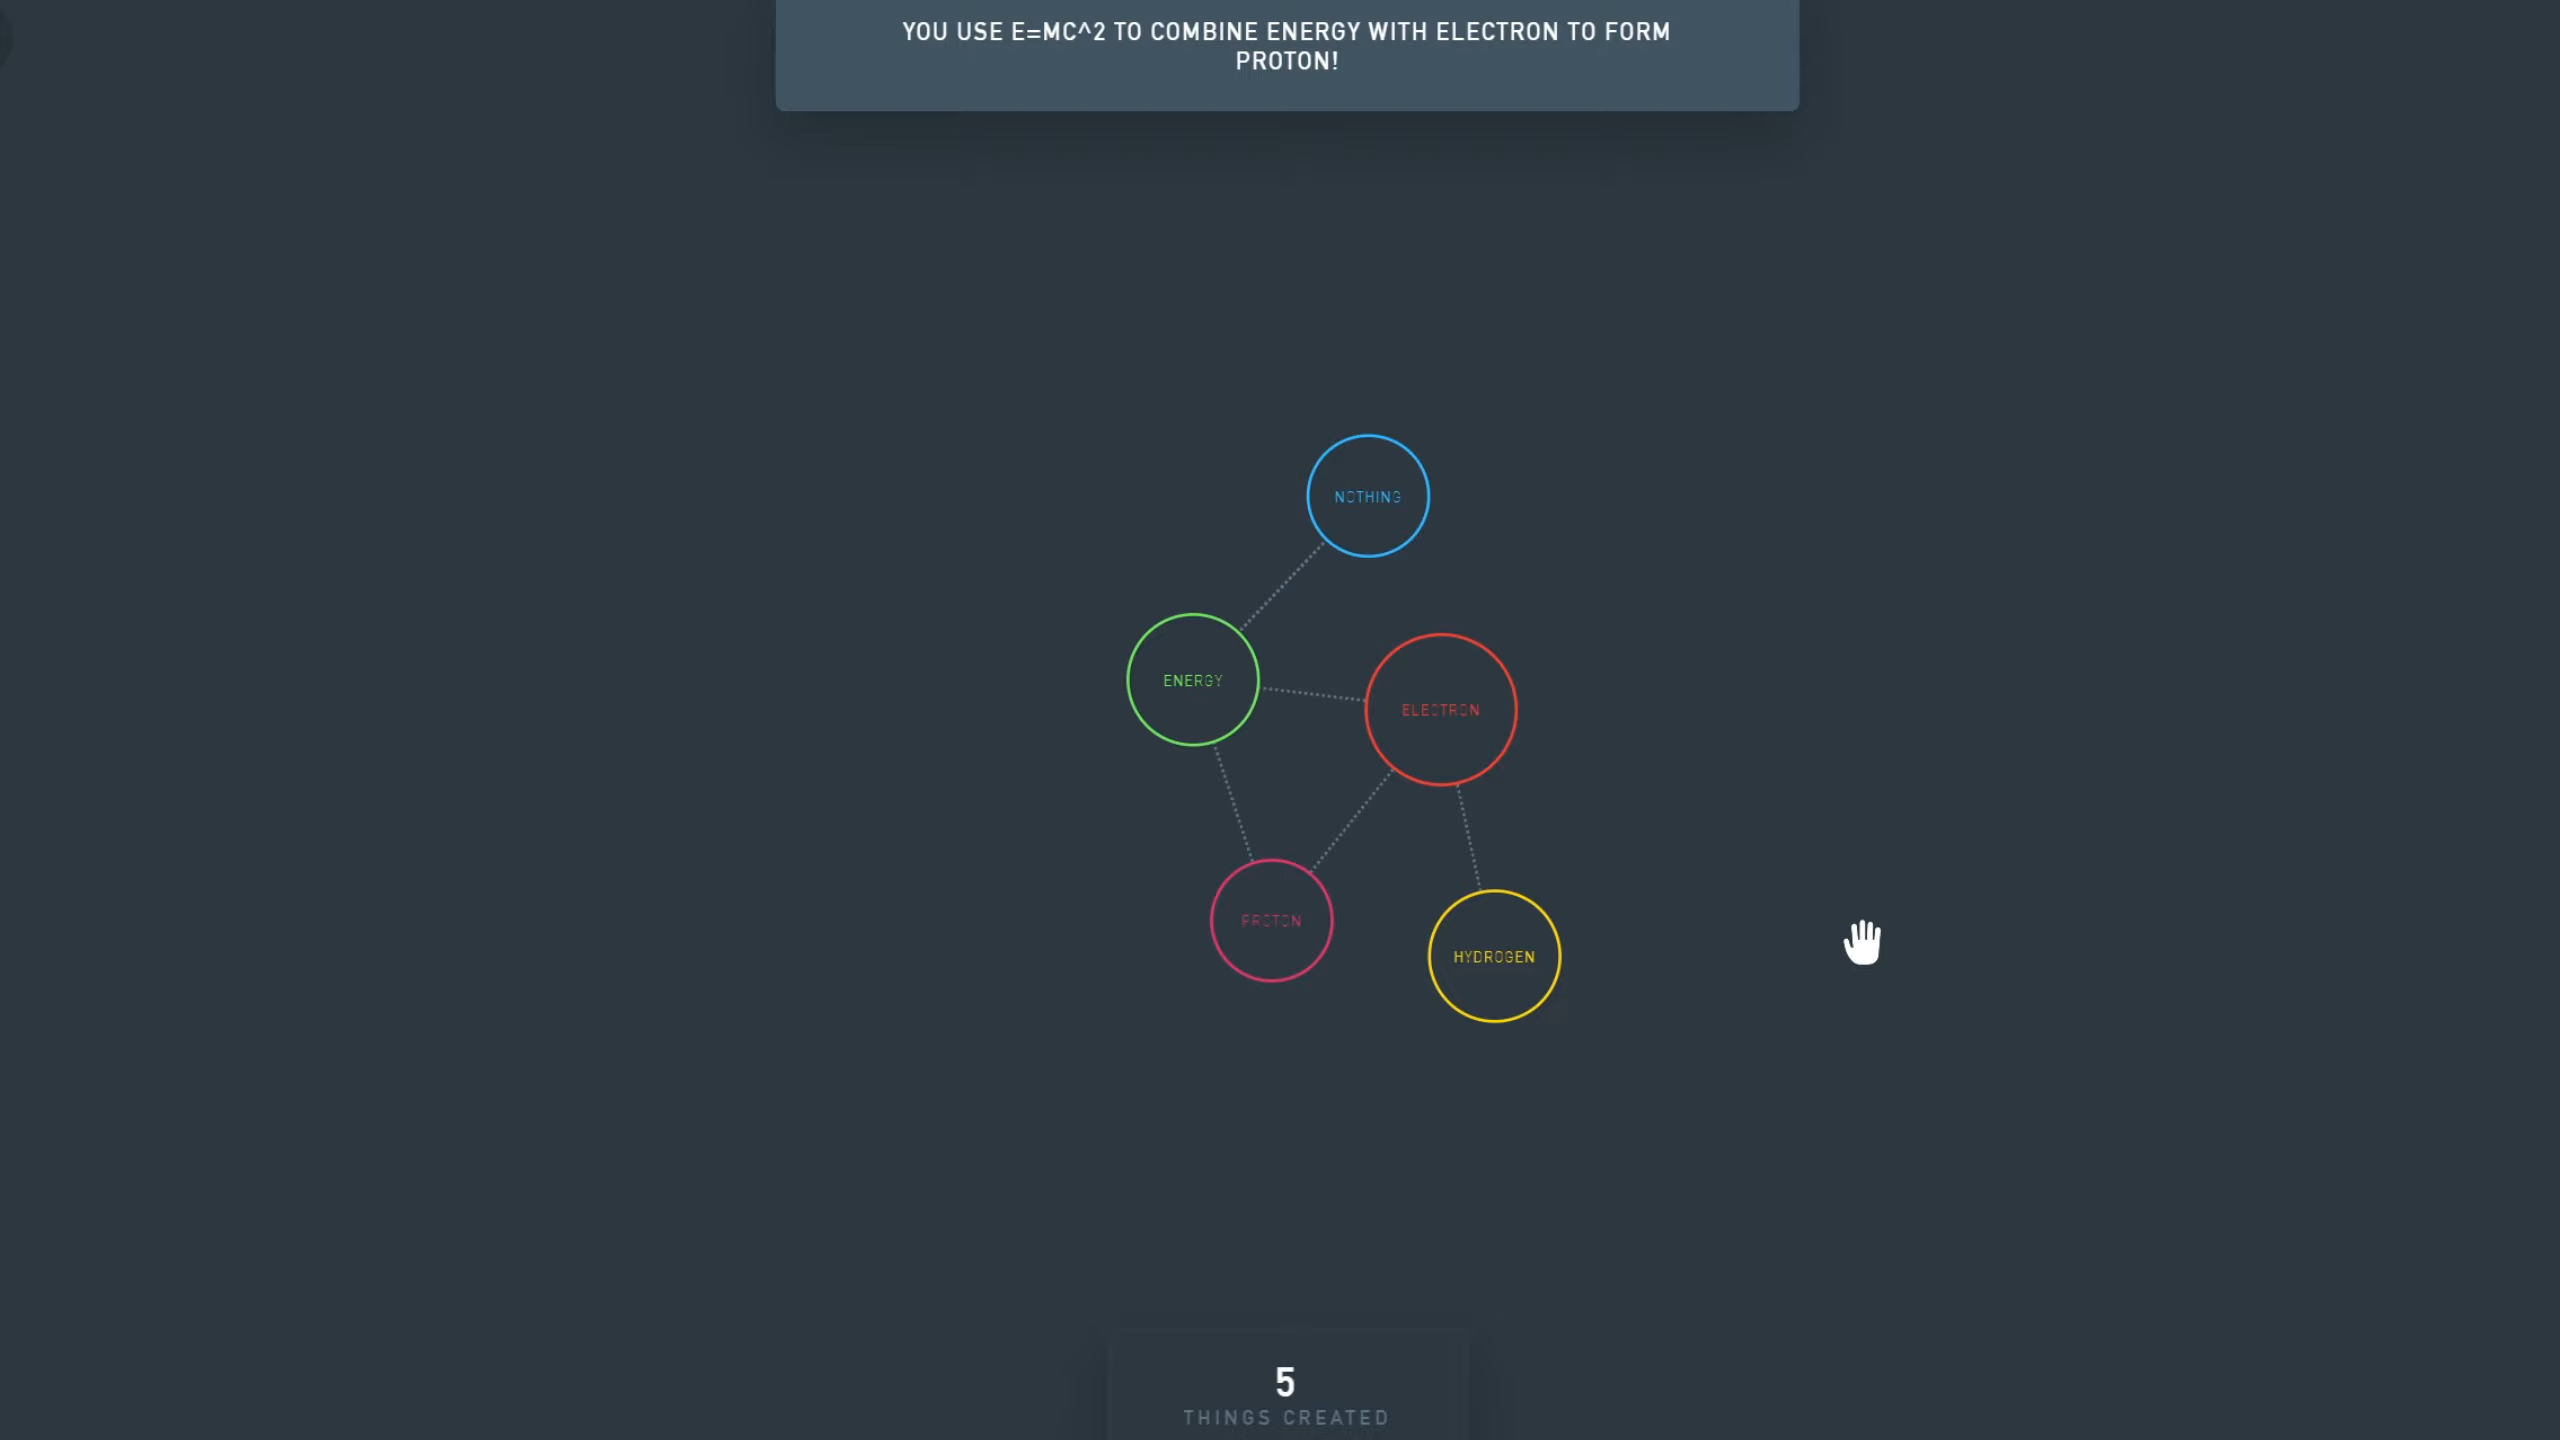 YOU USE E=MC^2 TO COMBINE ENERGY WITH ELECTRON TO FORM
PROTON!
NOTHING
ENERGY
ELECTRON
PROTON
HYDROGEN
5
THINGS CREATED